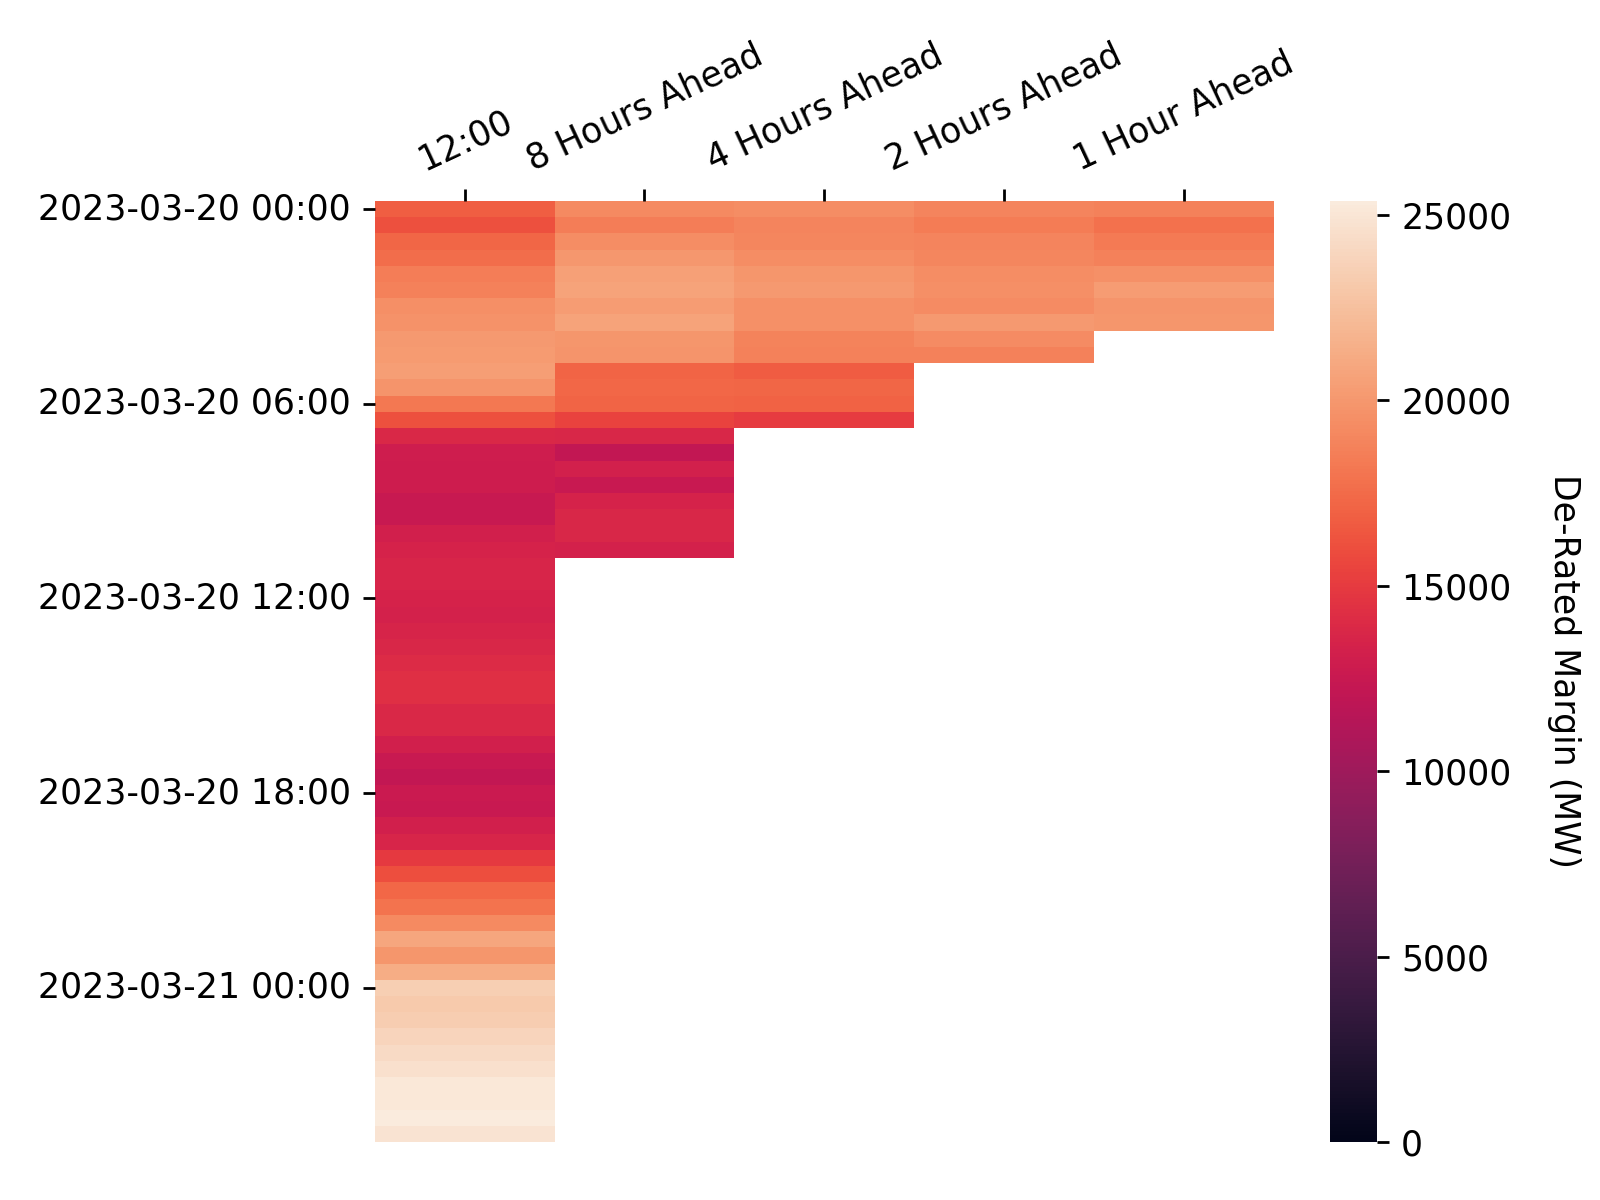 12:00
8 Hours Ahead
4 Hours Ahead
2 Hours Ahead
1 Hour Ahead
2023-03-20 00:00
2023-03-20 06:00
2023-03-20 12:00
2023-03-20 18:00
2023-03-21 00:00
25000
20000
15000
10000
5000
0
De-Rated Margin (MW)